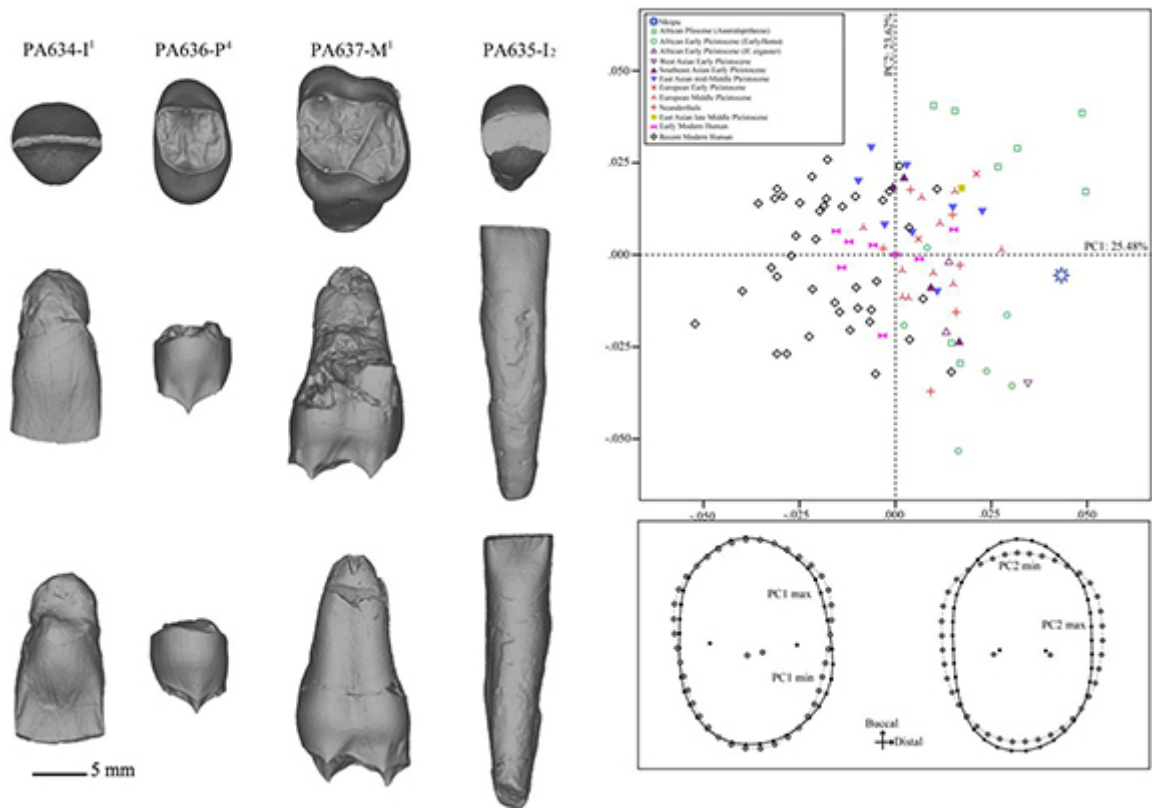 PA634-I¹
PA636-P⁴
PA637-M¹
PA635-I₂
5 mm
PC2: 23.62%
Meipu
African Pliocene (Australopithecus)
African Early Pleistocene (Early Homo)
African Early Pleistocene (H. ergaster)
West Asian Early Pleistocene
Southeast Asian Early Pleistocene
East Asian mid-Middle Pleistocene
European Early Pleistocene
European Middle Pleistocene
Neanderthals
East Asian late Middle Pleistocene
Early Modern Human
Recent Modern Human
.050
.025
.000
-.025
-.050
PC1: 25.48%
-.050
-.025
.000
.025
.050
PC1 max
PC1 min
PC2 min
PC2 max
Buccal
Distal